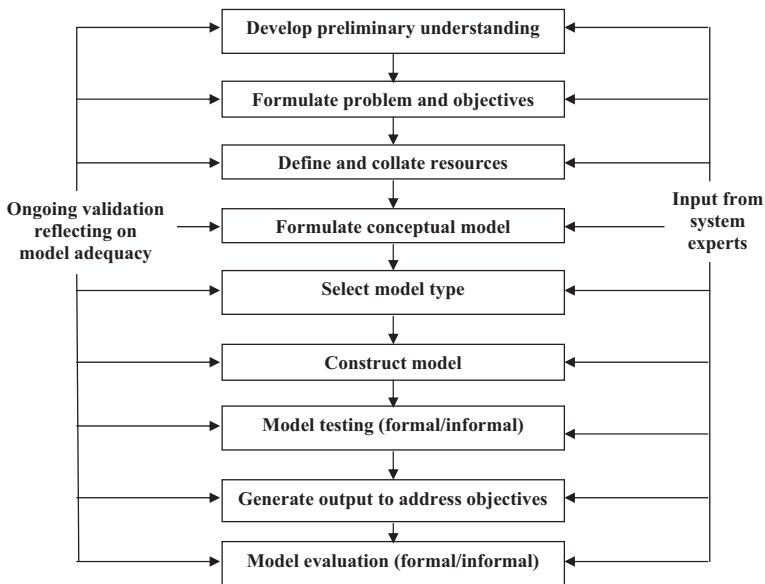 Develop preliminary understanding
Formulate problem and objectives
Define and collate resources
Ongoing validation
reflecting on
model adequacy
Formulate conceptual model
Input from
system
experts
Select model type
Construct model
Model testing (formal/informal)
Generate output to address objectives
Model evaluation (formal/informal)